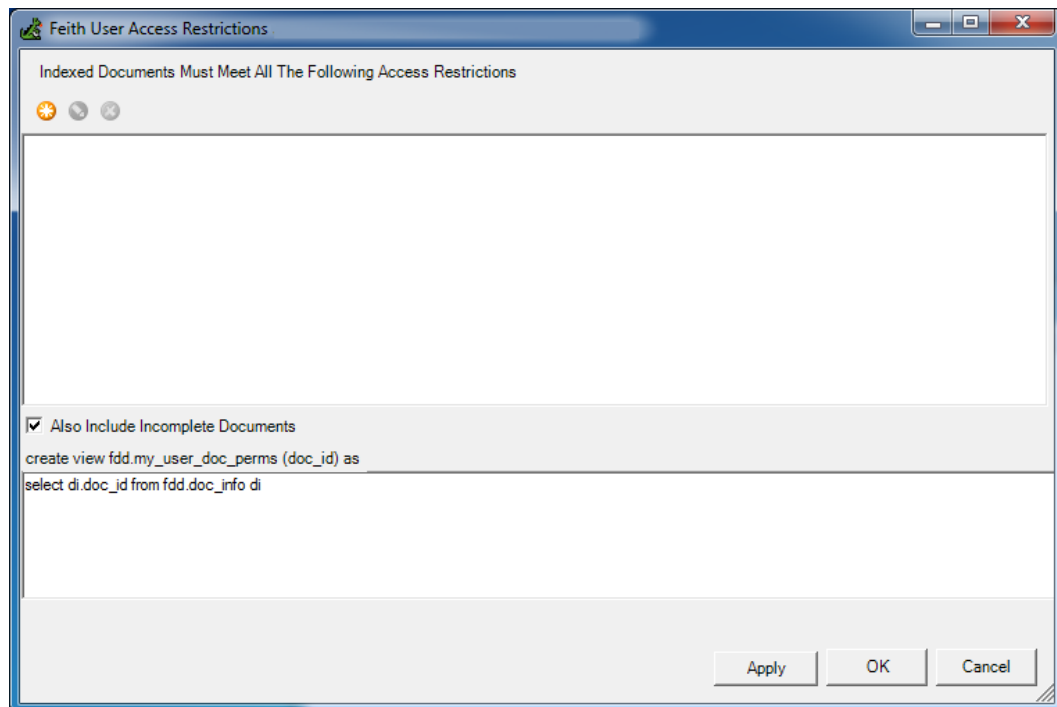 Feith User Access Restrictions
Indexed Documents Must Meet All The Following Access Restrictions
Also Include Incomplete Documents
create view fdd.my_user_doc_perms (doc_id) as
select di.doc_id from fdd.doc_info di
Apply OK Cancel